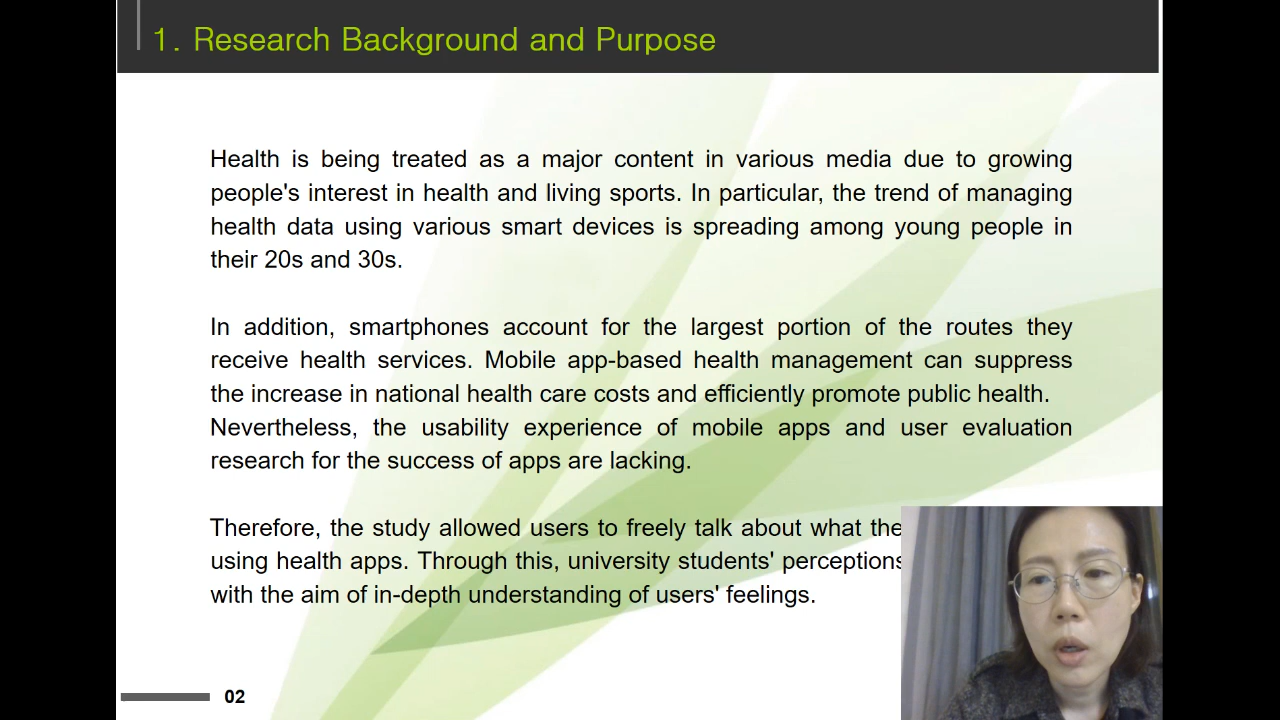 1. Research Background and Purpose
Health is being treated as a major content in various media due to growing
people's interest in health and living sports. In particular, the trend of managing
health data using various smart devices is spreading among young people in
their 20s and 30s.
In addition, smartphones account for the largest portion of the routes they
receive health services. Mobile app-based health management can suppress
the increase in national health care costs and efficiently promote public health.
Nevertheless, the usability experience of mobile apps and user evaluation
research for the success of apps are lacking.
Therefore, the study allowed users to freely talk about what
using health apps. Through this, university students' perceptions
with the aim of in-depth understanding of users' feelings.
02